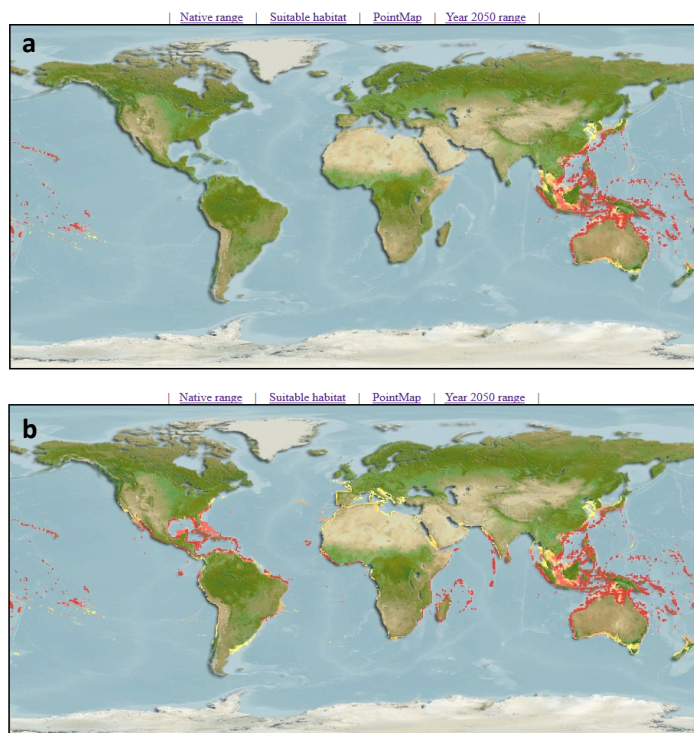 | Native range | Suitable habitat | PointMap | Year 2050 range |
a
| Native range | Suitable habitat | PointMap | Year 2050 range |
b